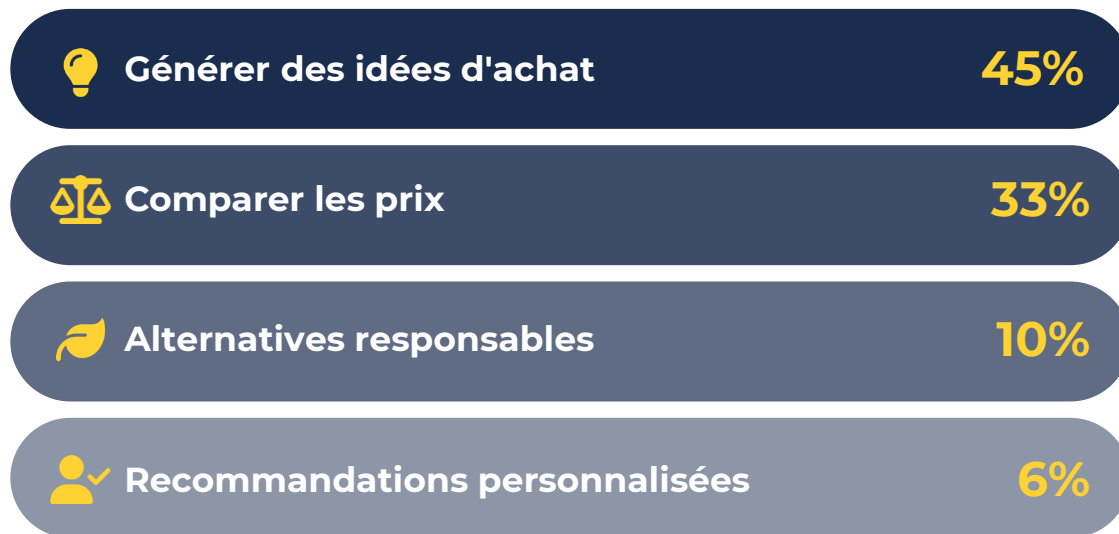 Générer des idées d'achat 45%
Comparer les prix 33%
Alternatives responsables 10%
Recommandations personnalisées 6%